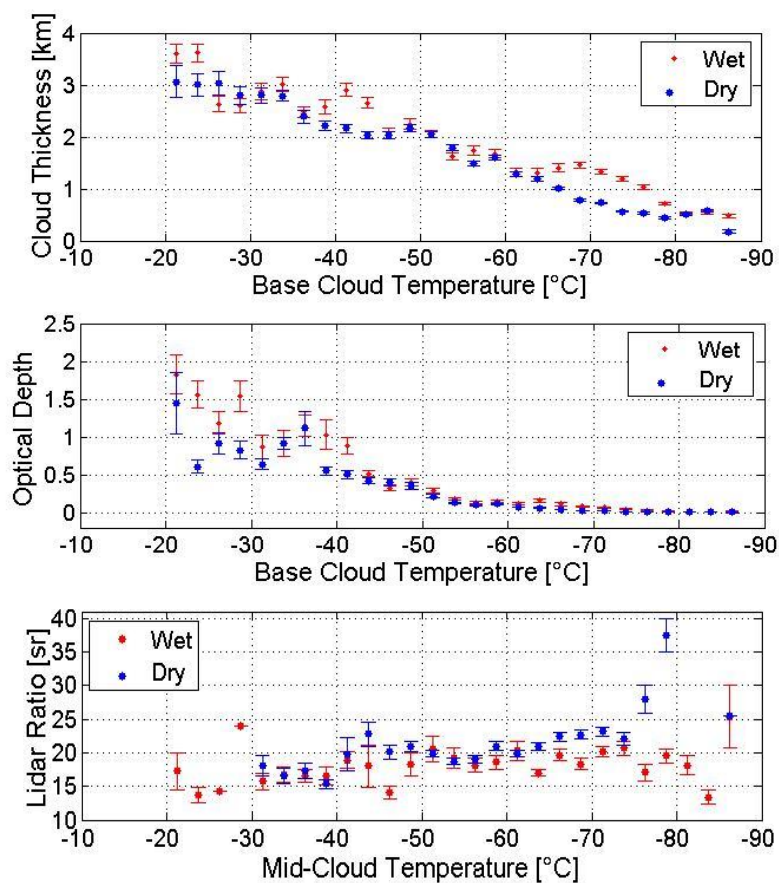 Cloud Thickness [km]
4
3
2
1
0
Wet
Dry
-10 -20 -30 -40 -50 -60 -70 -80 -90
Base Cloud Temperature [°C]
Optical Depth
2.5
2
1.5
1
0.5
0
Wet
Dry
-10 -20 -30 -40 -50 -60 -70 -80 -90
Base Cloud Temperature [°C]
Lidar Ratio [sr]
40
35
30
25
20
15
10
Wet
Dry
-10 -20 -30 -40 -50 -60 -70 -80 -90
Mid-Cloud Temperature [°C]